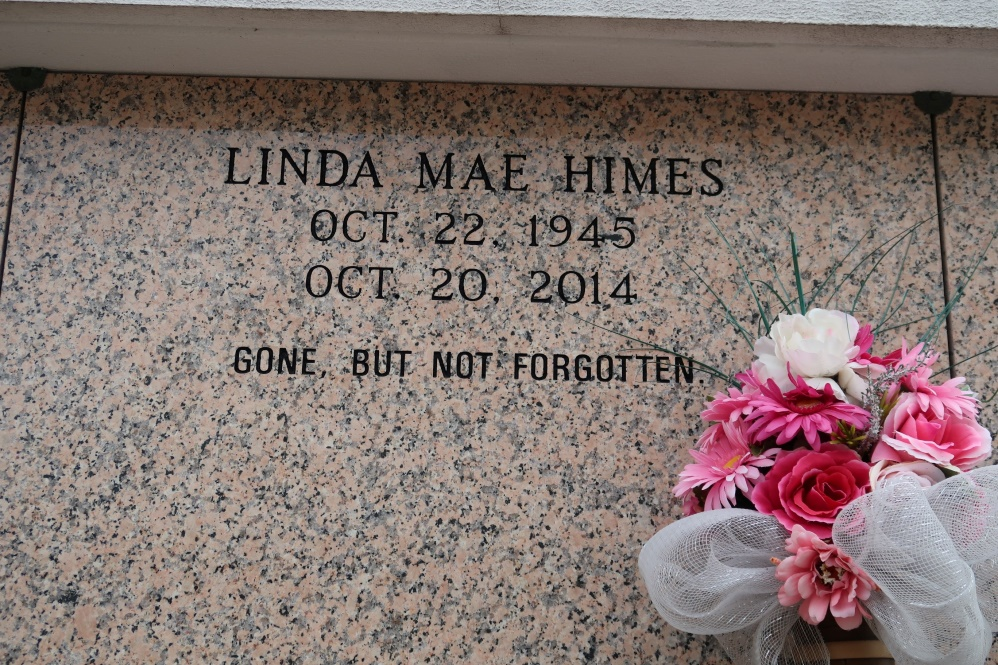 LINDA MAE HIMES
OCT. 22, 1945
OCT. 20, 2014
GONE, BUT NOT FORGOTTEN.